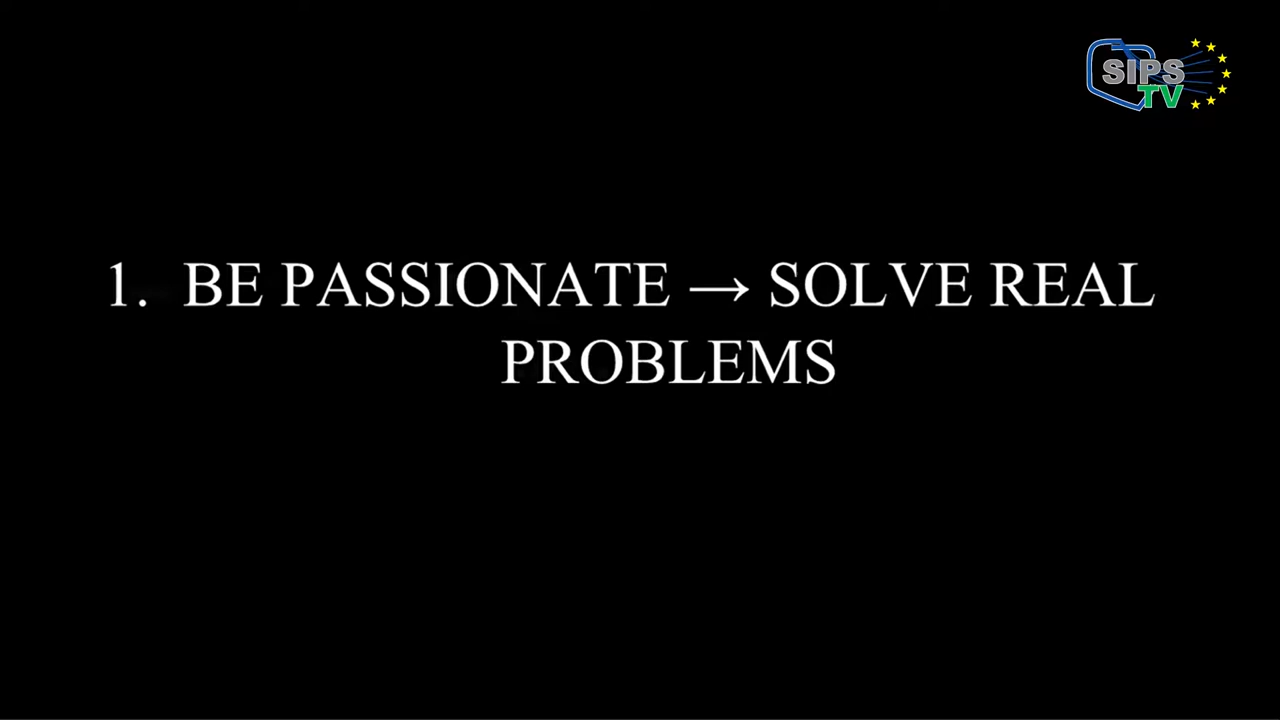 SIPS
TV
1. BE PASSIONATE → SOLVE REAL
PROBLEMS